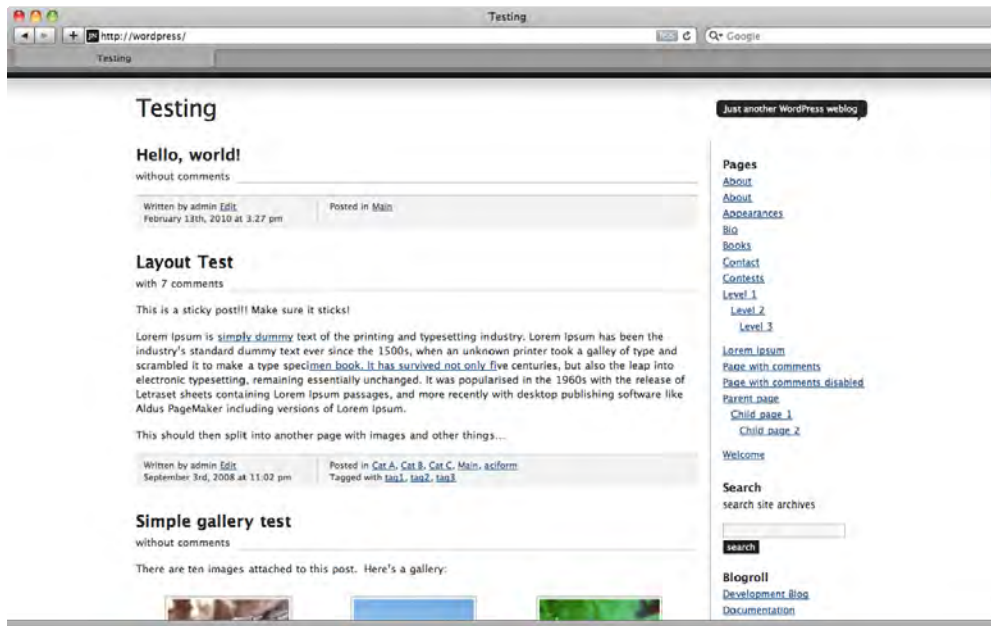 Testing
http://wordpress/
Google
Testing
Testing
Just another WordPress weblog
Hello, world!
without comments
Written by admin Edit
February 13th, 2010 at 3:27 pm
Posted in Main
Layout Test
with 7 comments
This is a sticky post!!! Make sure it sticks!
Lorem Ipsum is simply dummy text of the printing and typesetting industry. Lorem Ipsum has been the
industry's standard dummy text ever since the 1500s, when an unknown printer took a galley of type and
scrambled it to make a type specimen book. It has survived not only five centuries, but also the leap into
electronic typesetting, remaining essentially unchanged. It was popularised in the 1960s with the release of
Letraset sheets containing Lorem Ipsum passages, and more recently with desktop publishing software like
Aldus PageMaker including versions of Lorem Ipsum.
This should then split into another page with images and other things...
Written by admin Edit
September 3rd, 2008 at 11:02 pm
Posted in Cat A, Cat B, Cat C, Main, aciform
Tagged with tag1, tag2, tag3
Simple gallery test
without comments
There are ten images attached to this post. Here's a gallery:
Pages
About
About
Appearances
Bio
Books
Contact
Contests
Level 1
Level 2
Level 3
Lorem Ipsum
Page with comments
Page with comments disabled
Parent page
Child page 1
Child page 2
Welcome
Search
search site archives
search
Blogroll
Development Blog
Documentation